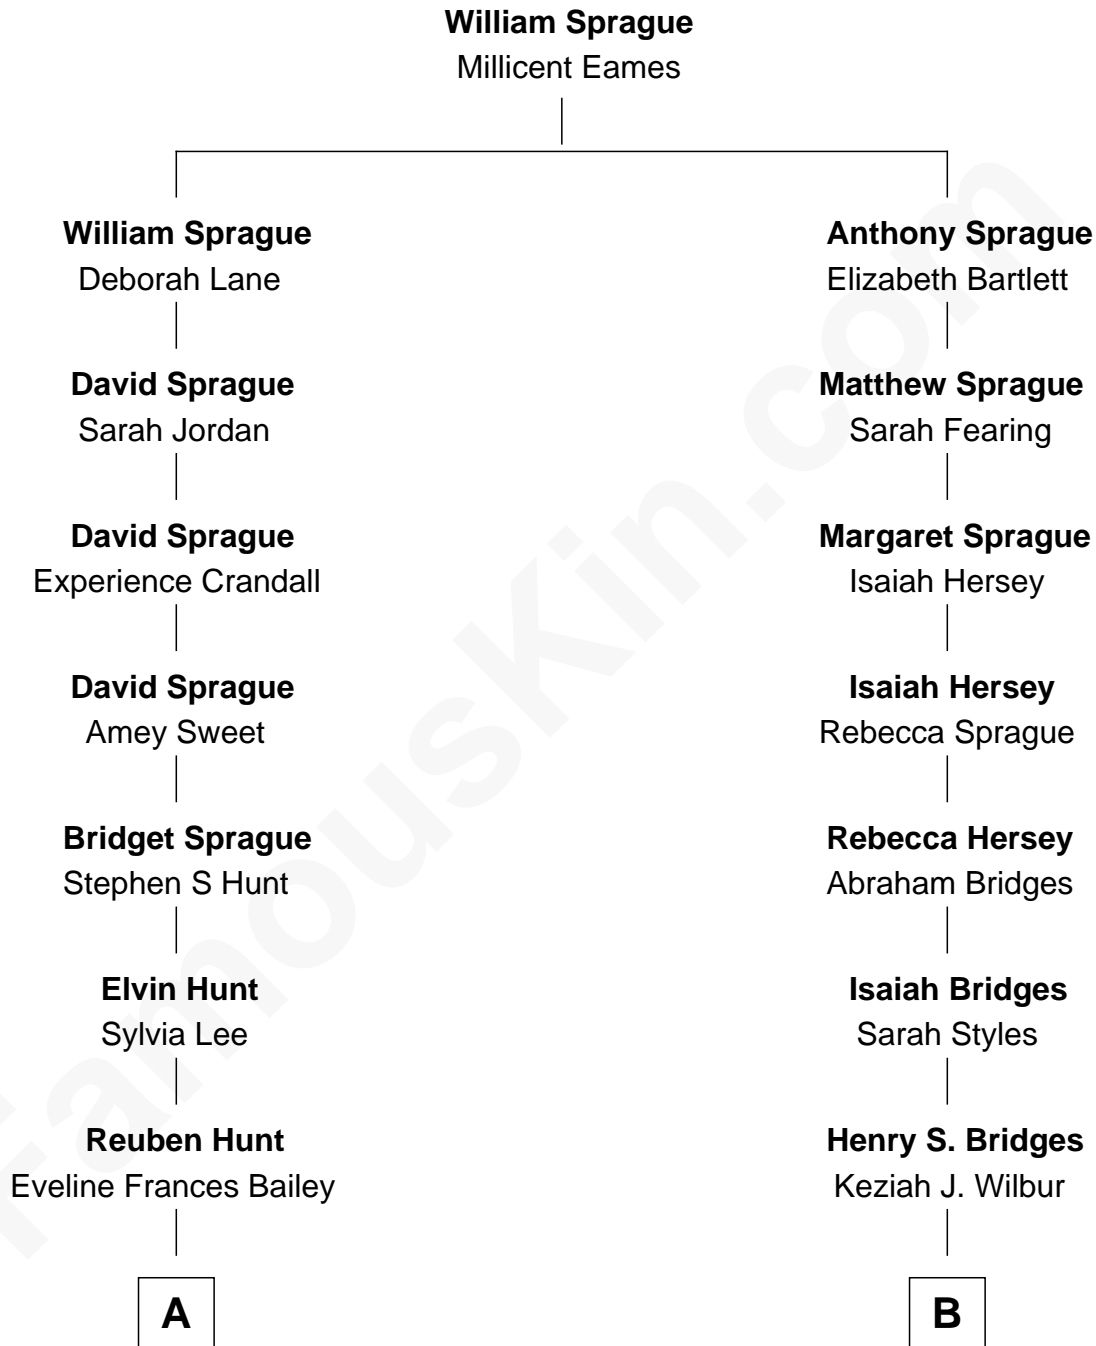 William Sprague
Millicent Eames
William Sprague
Deborah Lane
David Sprague
Sarah Jordan
David Sprague
Experience Crandall
David Sprague
Amey Sweet
Bridget Sprague
Stephen S Hunt
Elvin Hunt
Sylvia Lee
Reuben Hunt
Eveline Frances Bailey
A
Anthony Sprague
Elizabeth Bartlett
Matthew Sprague
Sarah Fearing
Margaret Sprague
Isaiah Hersey
Isaiah Hersey
Rebecca Sprague
Rebecca Hersey
Abraham Bridges
Isaiah Bridges
Sarah Styles
Henry S. Bridges
Keziah J. Wilbur
B
FamousKin.com